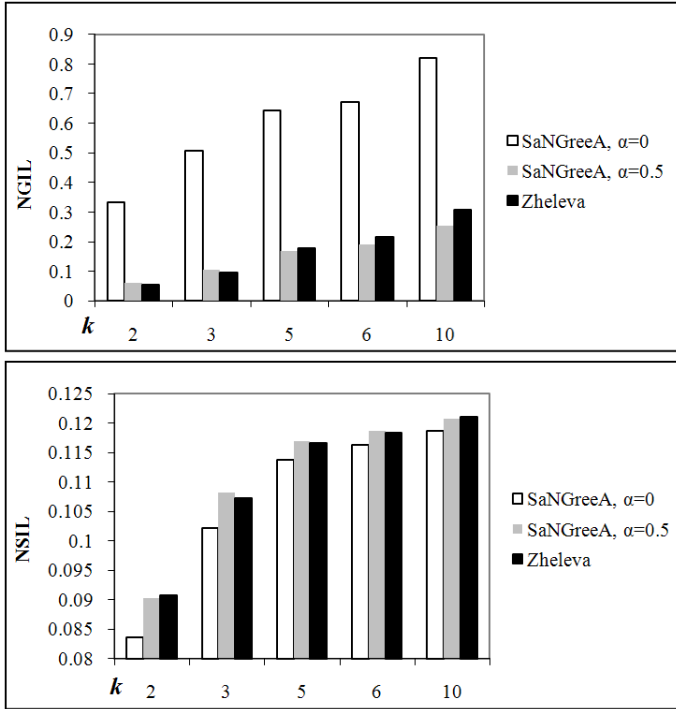 NGIL
0.9
0.8
0.7
0.6
0.5
0.4
0.3
0.2
0.1
0
k 2 3 5 6 10
SaNGreeA, α=0
SaNGreeA, α=0.5
Zheleva
NSIL
0.125
0.12
0.115
0.11
0.105
0.1
0.095
0.09
0.085
0.08
k 2 3 5 6 10
SaNGreeA, α=0
SaNGreeA, α=0.5
Zheleva